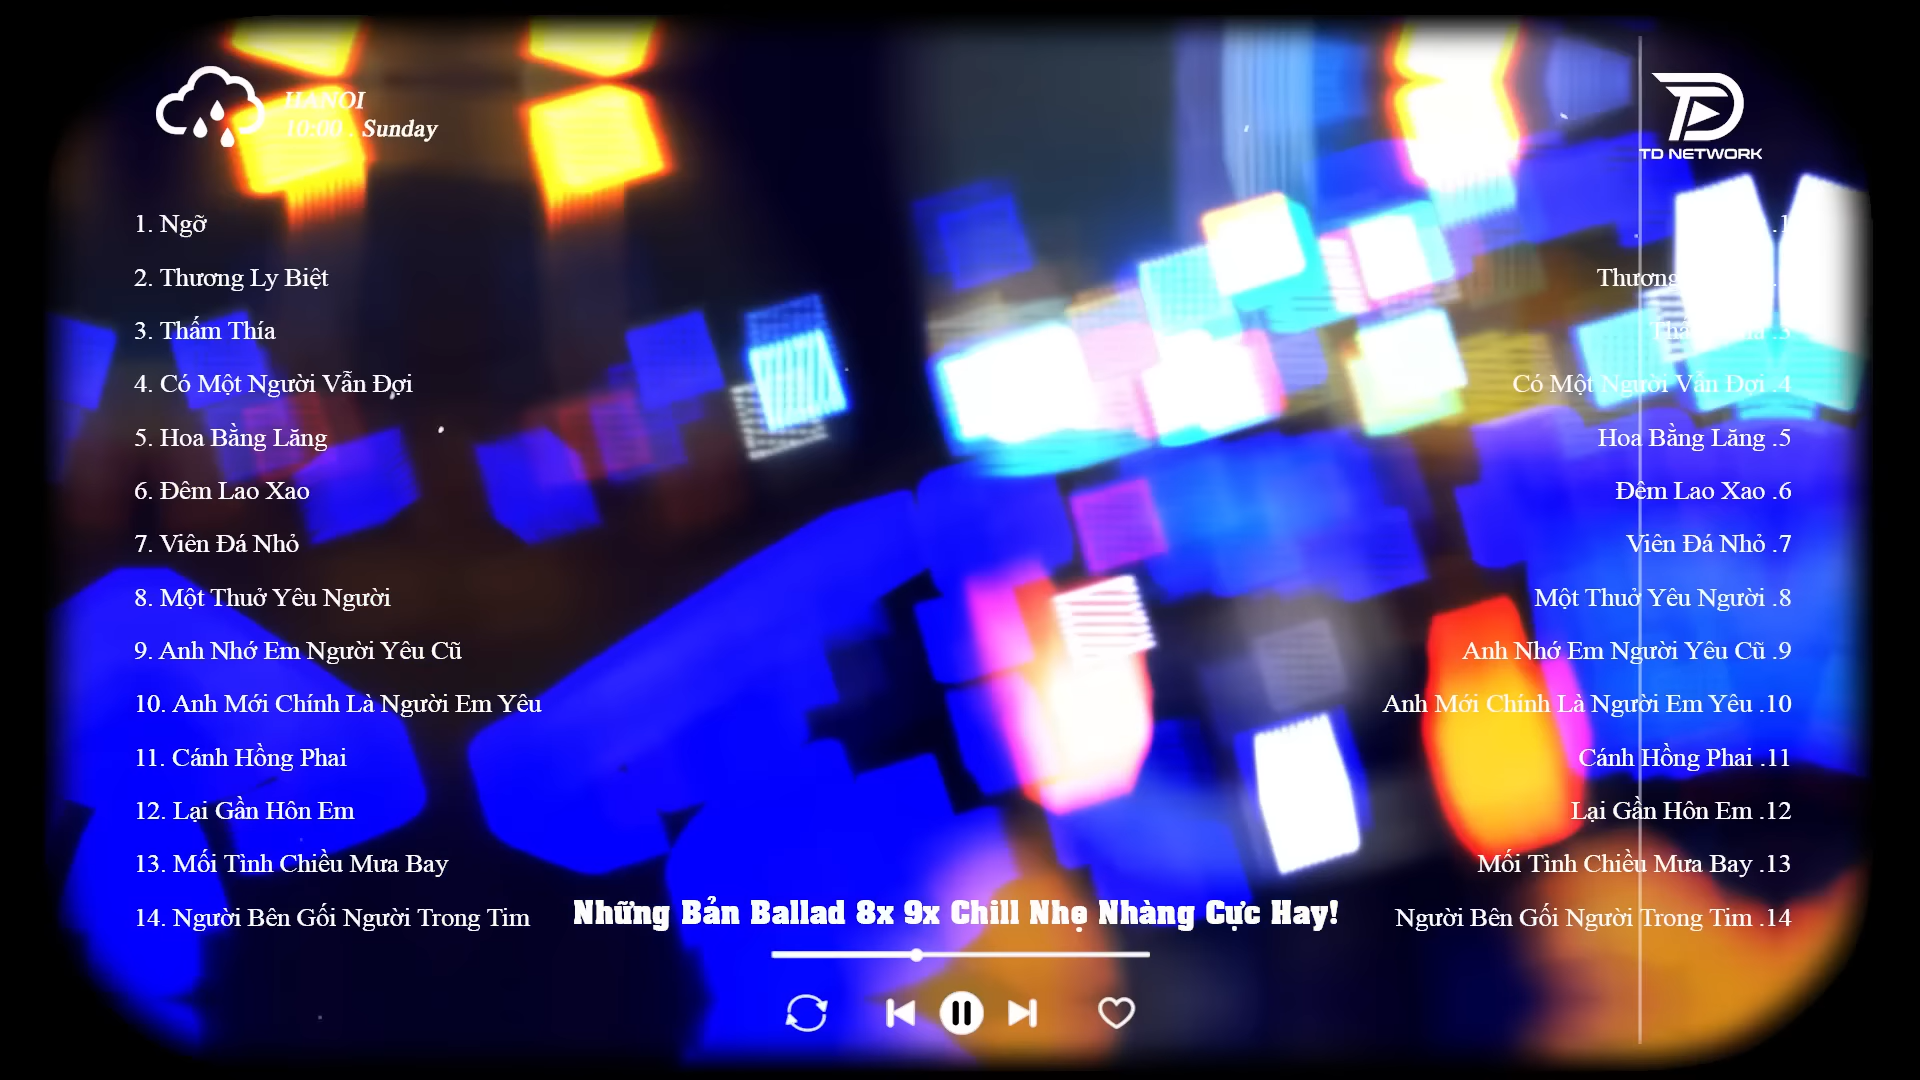 HANOI
10:00 . Sunday
TD NETWORK
1. Ngỡ
2. Thương Ly Biệt
3. Thấm Thía
4. Có Một Người Vẫn Đợi
5. Hoa Bằng Lăng
6. Đêm Lao Xao
7. Viên Đá Nhỏ
8. Một Thuở Yêu Người
9. Anh Nhớ Em Người Yêu Cũ
10. Anh Mới Chính Là Người Em Yêu
11. Cánh Hồng Phai
12. Lại Gần Hôn Em
13. Mối Tình Chiều Mưa Bay
14. Người Bên Gối Người Trong Tim
.1
Thương
.3
Có Một Người Vẫn Đợi .4
Hoa Bằng Lăng .5
Đêm Lao Xao .6
Viên Đá Nhỏ .7
Một Thuở Yêu Người .8
Anh Nhớ Em Người Yêu Cũ .9
Anh Mới Chính Là Người Em Yêu .10
Cánh Hồng Phai .11
Lại Gần Hôn Em .12
Mối Tình Chiều Mưa Bay .13
Người Bên Gối Người Trong Tim .14
Những Bản Ballad 8x 9x Chill Nhẹ Nhàng Cực Hay!